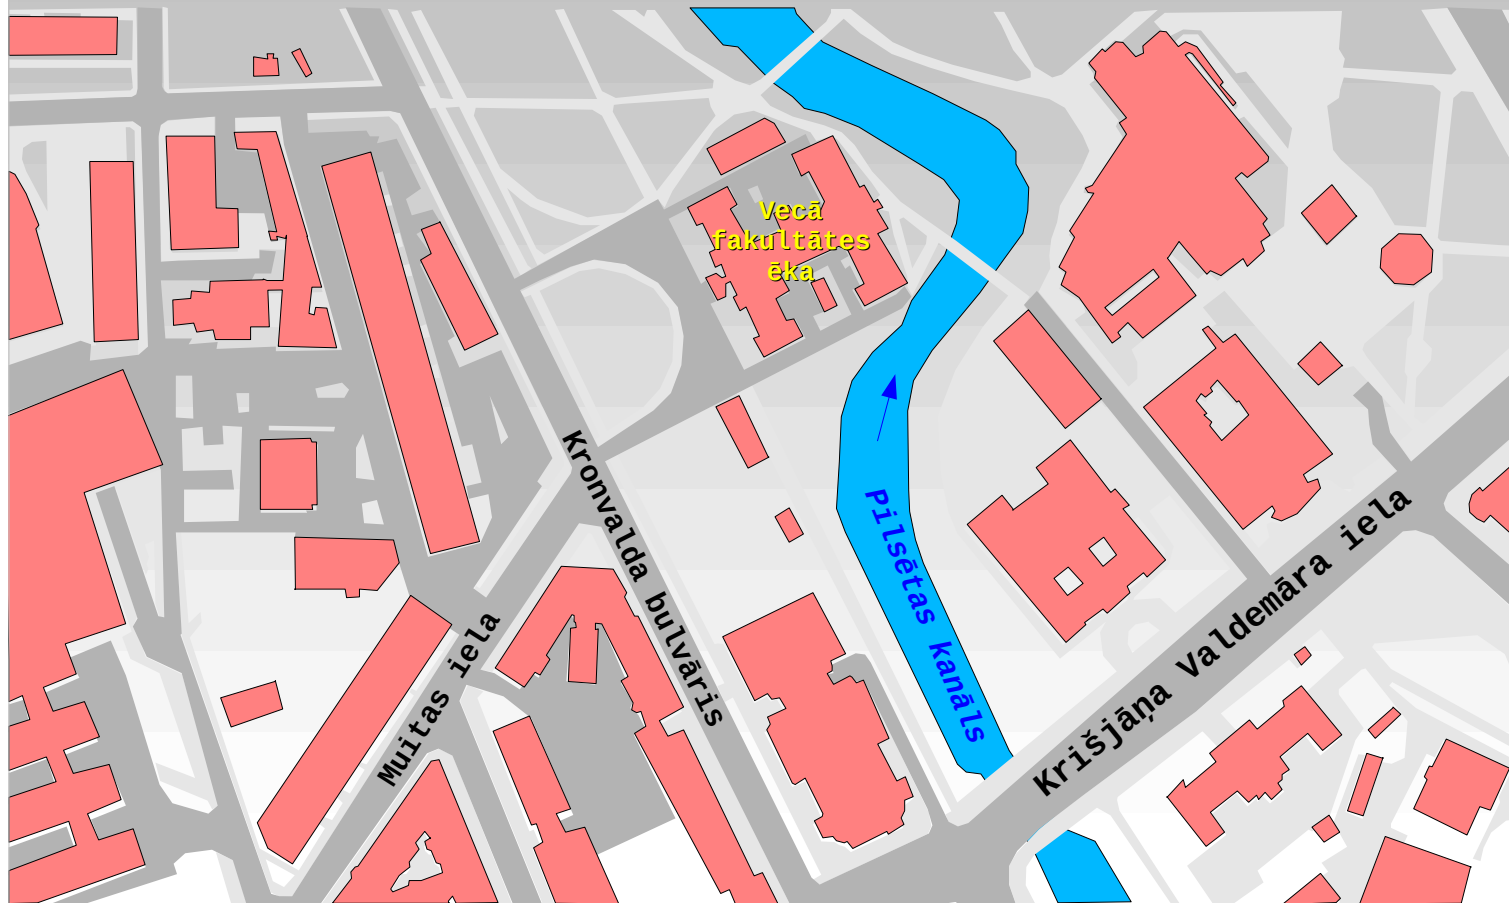 Vecā
fakultātes
ēka
Kronvalda bulvāris
Pilsētas kanāls
Krišjāņa Valdemāra iela
Muitas iela